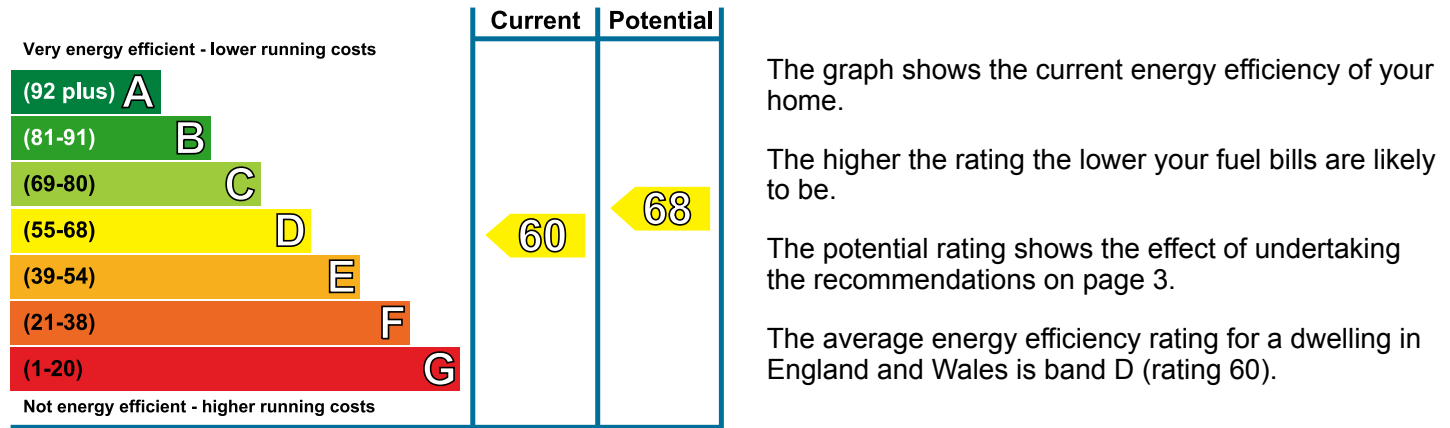 Current Potential
Very energy efficient - lower running costs
(92 plus) A
(81-91) B
(69-80) C
(55-68) D
(39-54) E
(21-38) F
(1-20) G
Not energy efficient - higher running costs
60
68
The graph shows the current energy efficiency of your
home.
The higher the rating the lower your fuel bills are likely
to be.
The potential rating shows the effect of undertaking
the recommendations on page 3.
The average energy efficiency rating for a dwelling in
England and Wales is band D (rating 60).